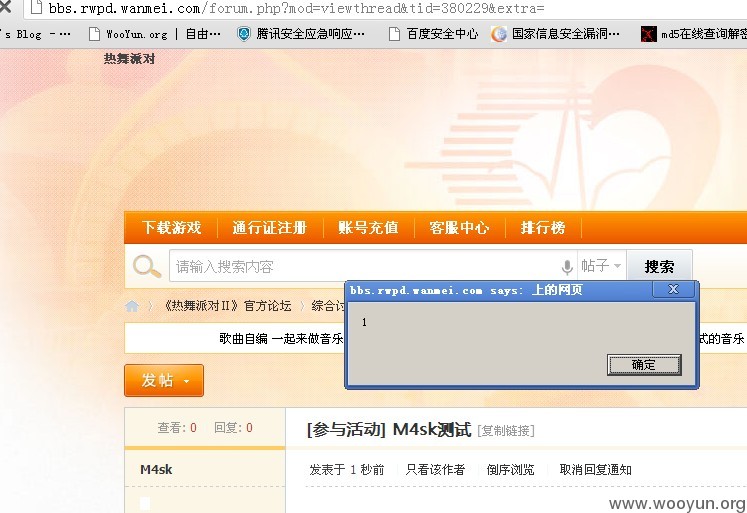 bbs.rwpd.wanmei.com/forum.php?mod=viewthread&tid=380229&extra=
's Blog - ··· WooYun.org | 自由··· 腾讯安全应急响应··· 百度安全中心 国家信息安全漏洞··· md5在线查询解密
热舞派对
下载游戏 通行证注册 账号充值 客服中心 排行榜
请输入搜索内容 帖子 搜索
《热舞派对II》官方论坛 综合讨
bbs.rwpd.wanmei.com says: 上的网页
1
确定
歌曲自编 一起来做音乐 式的音乐
发帖
查看: 0 回复: 0
[参与活动] M4sk测试 [复制链接]
M4sk
发表于 1 秒前 只看该作者 倒序浏览 取消回复通知
www.wooyun.org